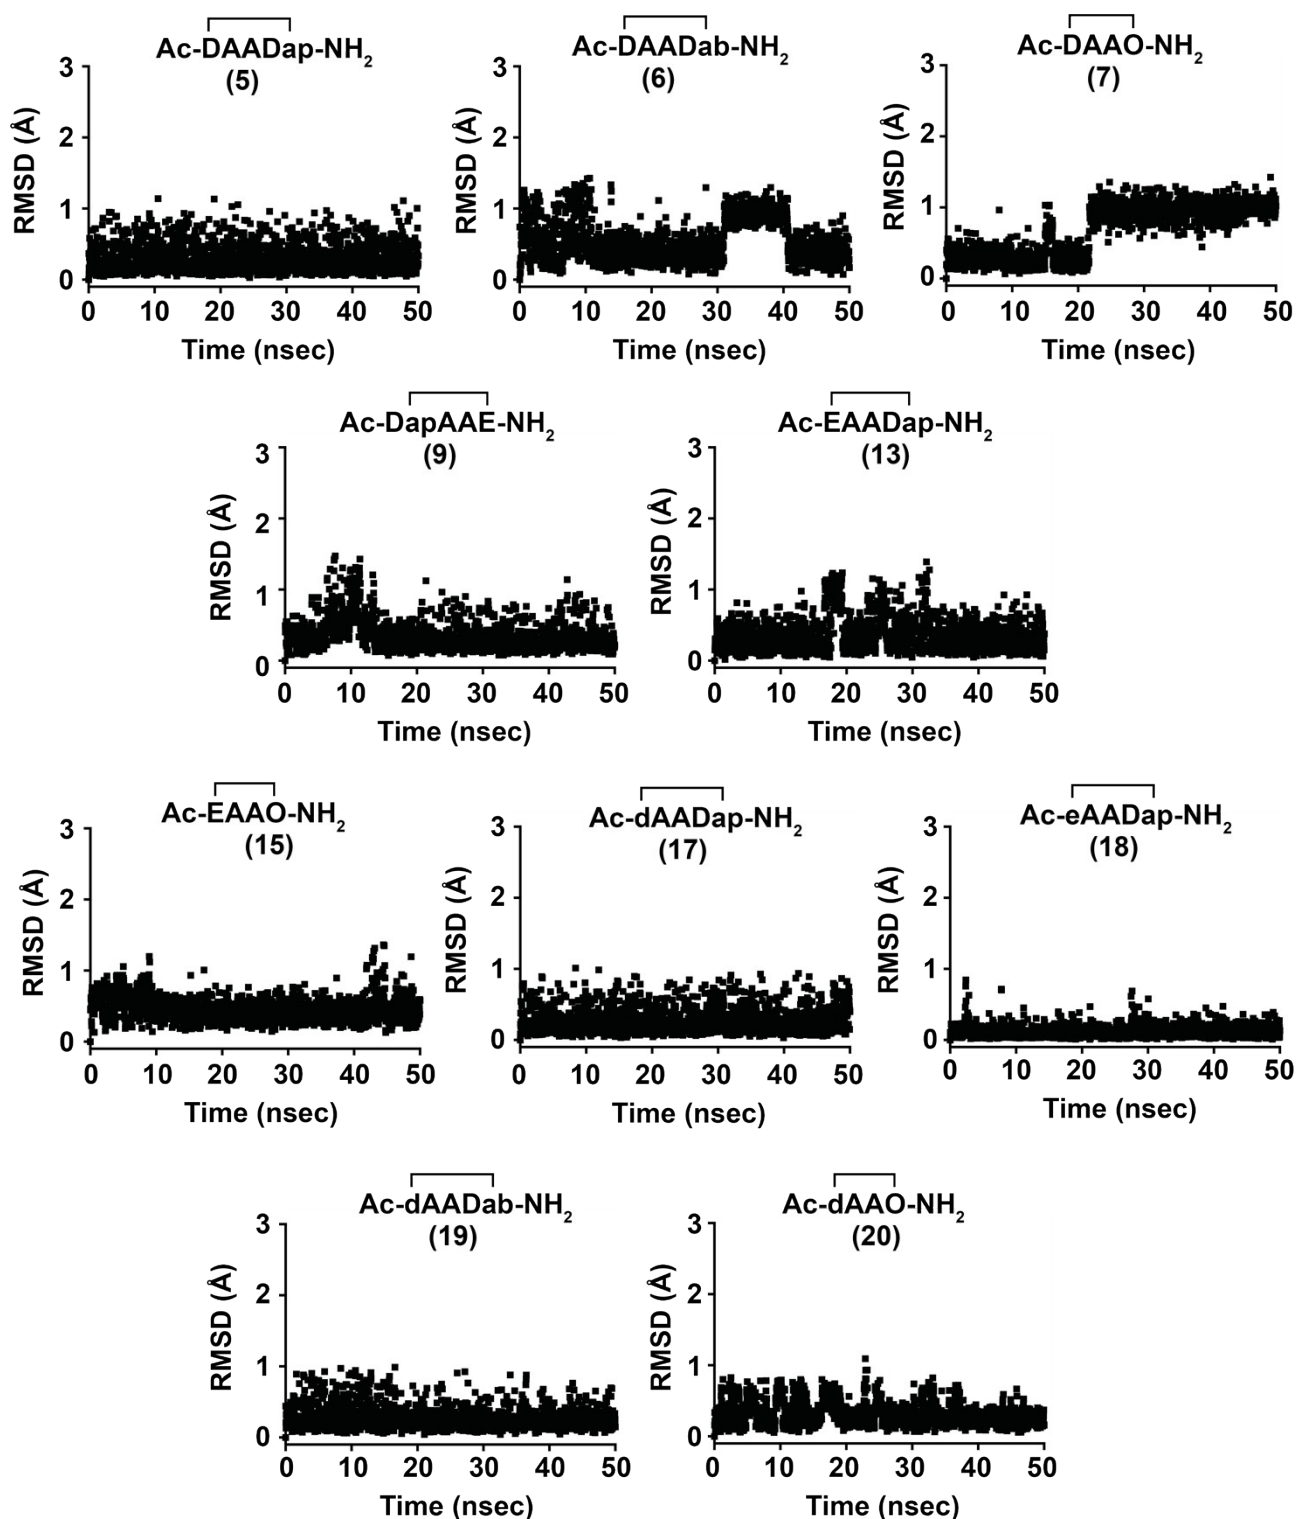 Ac-DAADap-NH2
(5)
3
2
1
0
RMSD (Å)
0 10 20 30 40 50
Time (nsec)
Ac-DAADab-NH2
(6)
3
2
1
0
RMSD (Å)
0 10 20 30 40 50
Time (nsec)
Ac-DAAO-NH2
(7)
3
2
1
0
RMSD (Å)
0 10 20 30 40 50
Time (nsec)
Ac-DapAAE-NH2
(9)
3
2
1
0
RMSD (Å)
0 10 20 30 40 50
Time (nsec)
Ac-EAADap-NH2
(13)
3
2
1
0
RMSD (Å)
0 10 20 30 40 50
Time (nsec)
Ac-EAAO-NH2
(15)
3
2
1
0
RMSD (Å)
0 10 20 30 40 50
Time (nsec)
Ac-dAADap-NH2
(17)
3
2
1
0
RMSD (Å)
0 10 20 30 40 50
Time (nsec)
Ac-eAADap-NH2
(18)
3
2
1
0
RMSD (Å)
0 10 20 30 40 50
Time (nsec)
Ac-dAADab-NH2
(19)
3
2
1
0
RMSD (Å)
0 10 20 30 40 50
Time (nsec)
Ac-dAAO-NH2
(20)
3
2
1
0
RMSD (Å)
0 10 20 30 40 50
Time (nsec)